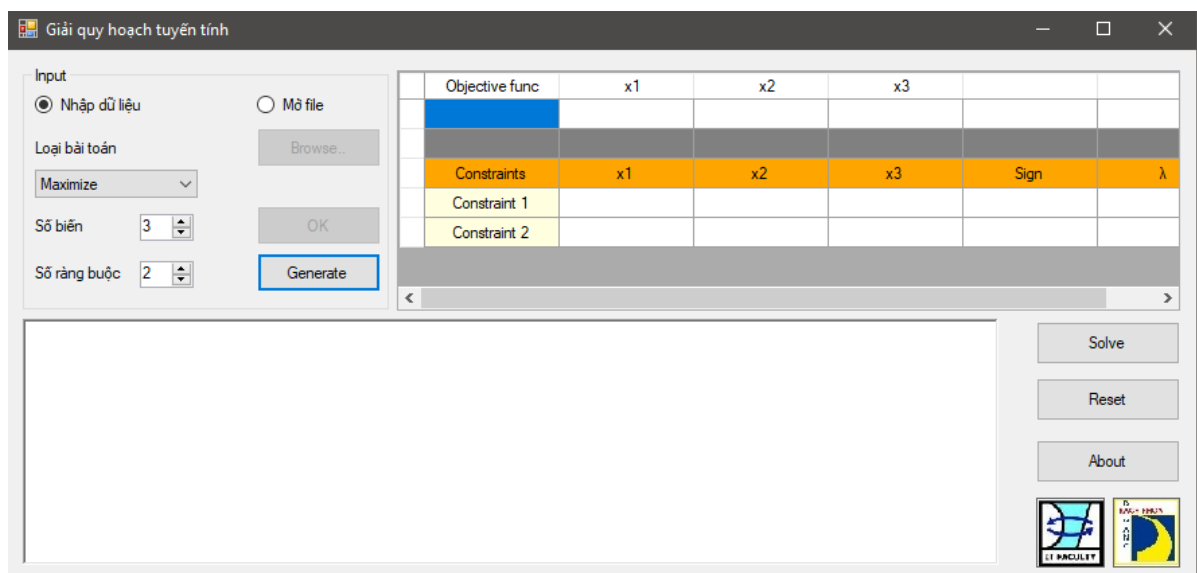 Giải quy hoạch tuyến tính
Input
Nhập dữ liệu
Mở file
Loại bài toán
Browse..
Maximize
Số biến
3
OK
Số ràng buộc
2
Generate
Objective func x1 x2 x3
Constraints x1 x2 x3 Sign λ
Constraint 1
Constraint 2
Solve
Reset
About
IT FACULTY
BACH KHOA